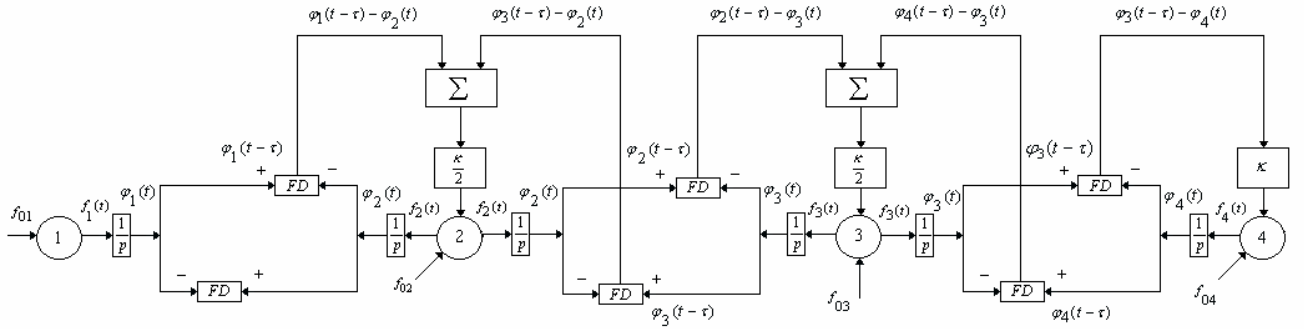 φ₁(t−τ)−φ₂(t)
φ₃(t−τ)−φ₂(t)
φ₂(t−τ)−φ₃(t)
φ₄(t−τ)−φ₃(t)
φ₃(t−τ)−φ₄(t)
Σ
Σ
φ₁(t−τ)
κ/2
φ₂(t−τ)
κ/2
φ₃(t−τ)
κ
+ FD −
+ FD −
+ FD −
f₀₁
1
f₁(t)
1/p
φ₁(t)
φ₂(t)
1/p
f₂(t)
2
f₂(t)
1/p
φ₂(t)
φ₃(t)
1/p
f₃(t)
3
f₃(t)
1/p
φ₃(t)
φ₄(t)
1/p
f₄(t)
4
− FD +
f₀₂
− FD +
φ₃(t−τ)
f₀₃
− FD +
φ₄(t−τ)
f₀₄